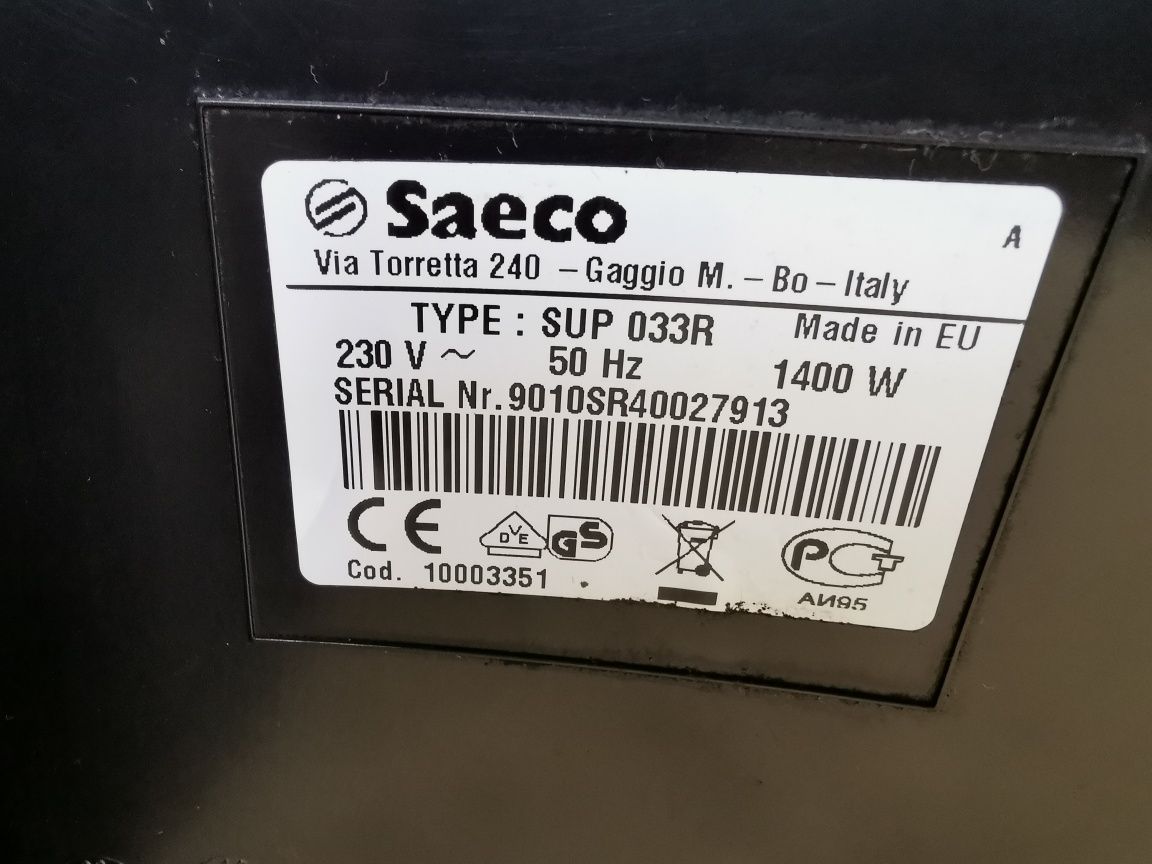 Saeco
A
Via Torretta 240 – Gaggio M. – Bo – Italy
TYPE : SUP 033R Made in EU
230 V ~ 50 Hz 1400 W
SERIAL Nr. 9010SR40027913
CE DVE GS РСТ
Cod. 10003351 АИ95